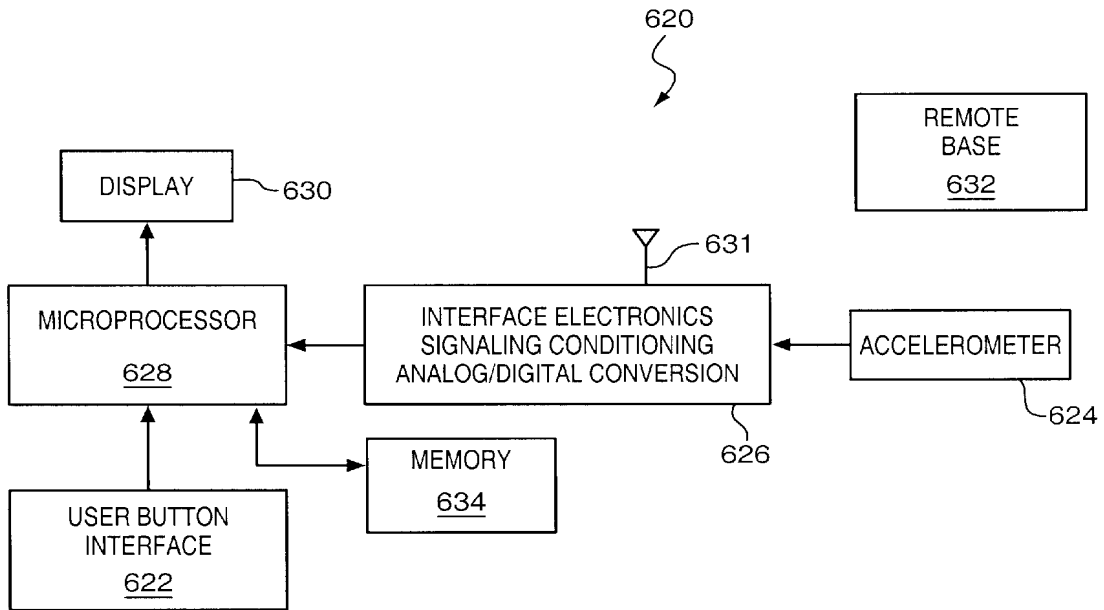 620
REMOTE
BASE
632
DISPLAY
630
631
MICROPROCESSOR
628
INTERFACE ELECTRONICS
SIGNALING CONDITIONING
ANALOG/DIGITAL CONVERSION
626
ACCELEROMETER
624
MEMORY
634
USER BUTTON
INTERFACE
622